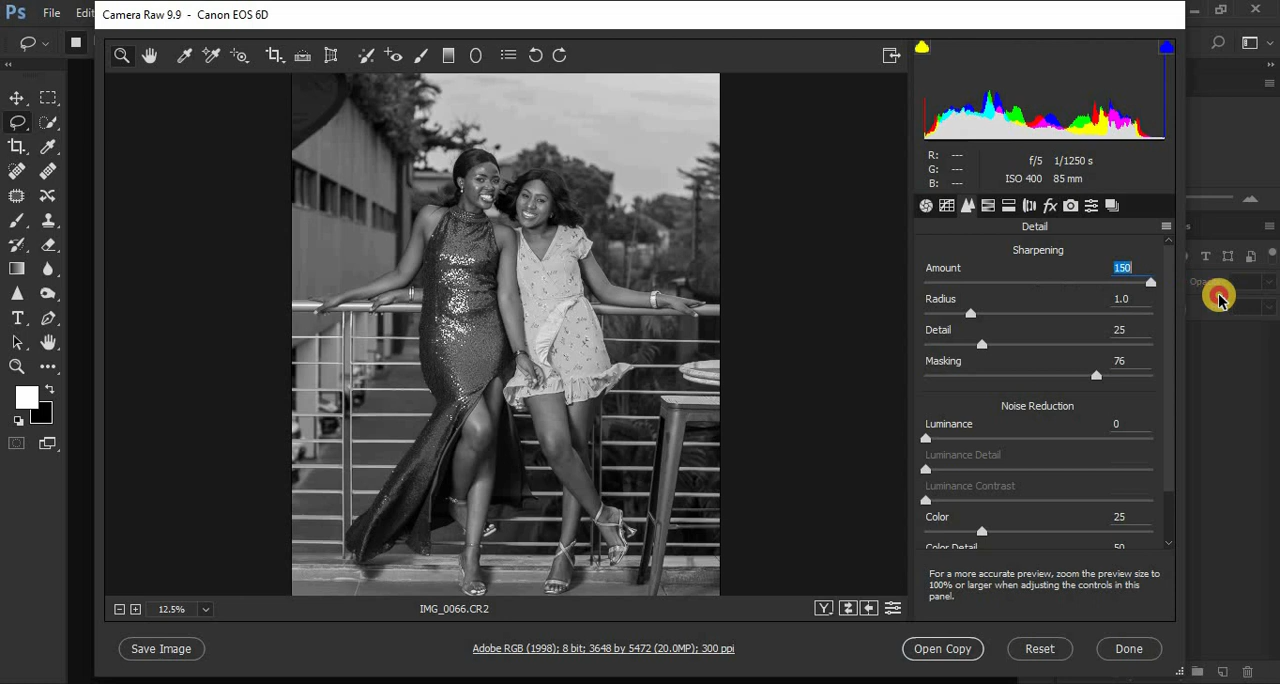 Ps File Edit
Camera Raw 9.9 - Canon EOS 6D
R: ---
G: ---
B: ---
f/5 1/1250 s
ISO 400 85 mm
Detail
Sharpening
Amount 150
Radius 1.0
Detail 25
Masking 76
Noise Reduction
Luminance 0
Luminance Detail
Luminance Contrast
Color 25
Color Detail 50
For a more accurate preview, zoom the preview size to
100% or larger when adjusting the controls in this
panel.
12.5%
IMG_0066.CR2
Save Image
Adobe RGB (1998); 8 bit; 3648 by 5472 (20.0MP); 300 ppi
Open Copy
Reset
Done